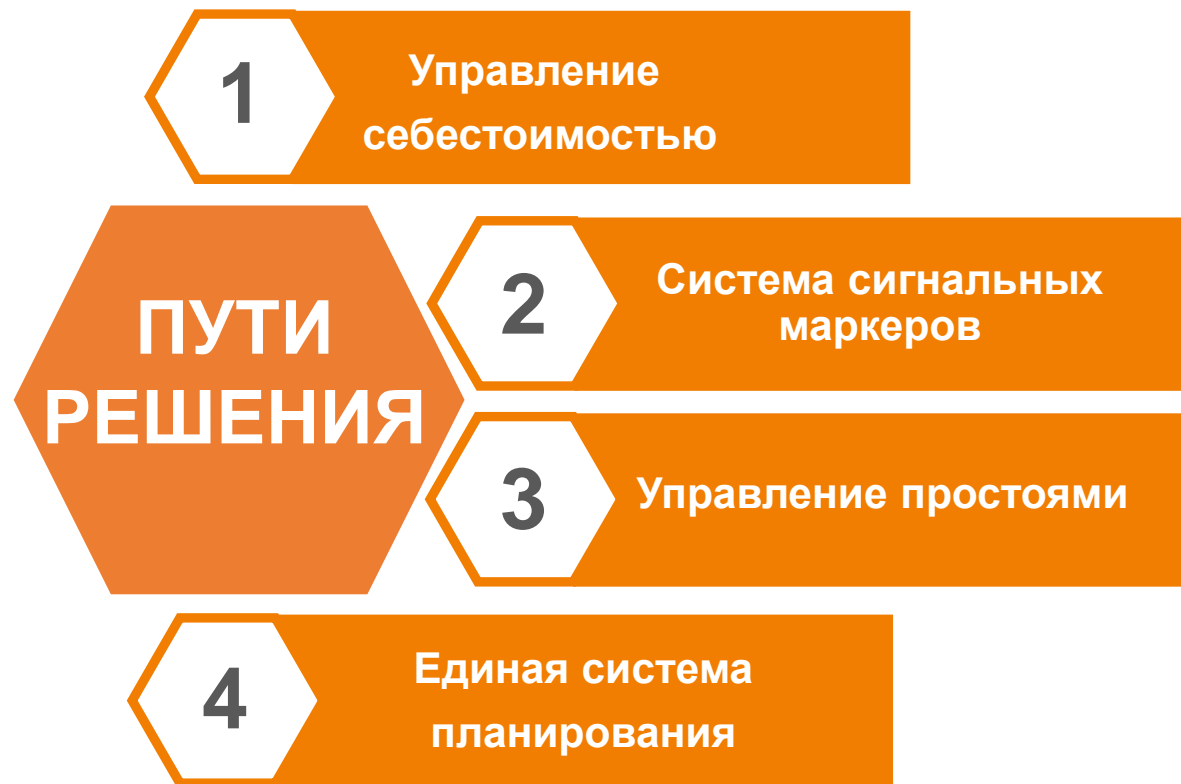 1
Управление
себестоимостью
ПУТИ
РЕШЕНИЯ
2
Система сигнальных
маркеров
3
Управление простоями
4
Единая система
планирования